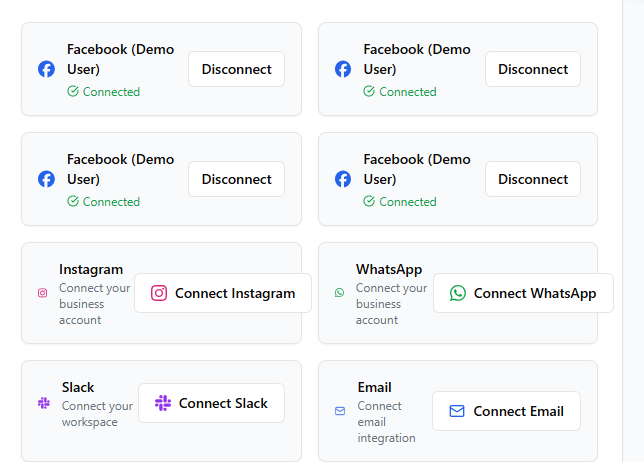 Facebook (Demo
User)
Connected
Disconnect
Facebook (Demo
User)
Connected
Disconnect
Facebook (Demo
User)
Connected
Disconnect
Facebook (Demo
User)
Connected
Disconnect
Instagram
Connect your
business
account
Connect Instagram
WhatsApp
Connect your
business
account
Connect WhatsApp
Slack
Connect your
workspace
Connect Slack
Email
Connect
email
integration
Connect Email